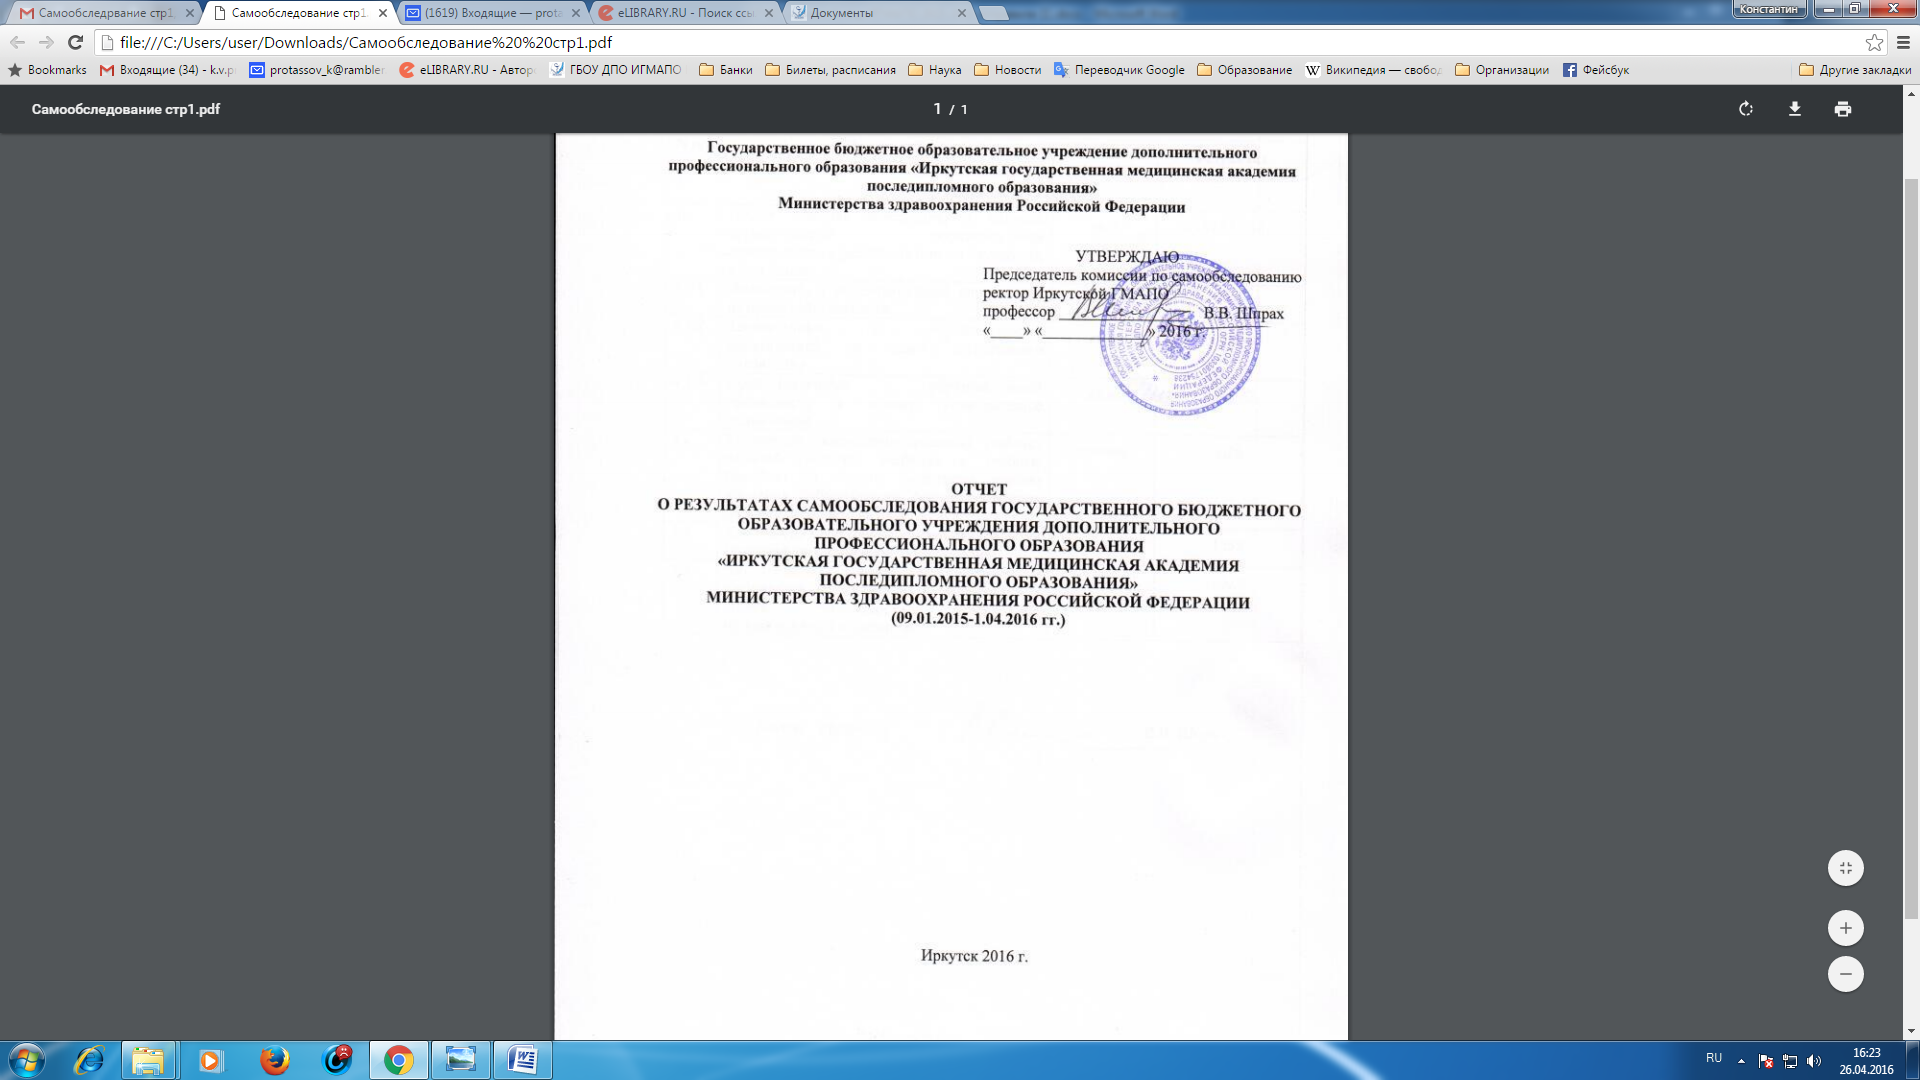 Самообследрвание стр1
Самообследование стр1
(1619) Входящие — prota
eLIBRARY.RU - Поиск ссы
Документы
Константин
file:///C:/Users/user/Downloads/Самообследование%20%20стр1.pdf
Bookmarks
Входящие (34) - k.v.p
protassov_k@rambler
eLIBRARY.RU - Автор
ГБОУ ДПО ИГМАПО
Банки
Билеты, расписания
Наука
Новости
Переводчик Google
Образование
Википедия — свобод
Организации
Фейсбук
Другие закладки
Самообследование стр1.pdf
1 / 1
Государственное бюджетное образовательное учреждение дополнительного
профессионального образования «Иркутская государственная медицинская академия
последипломного образования»
Министерства здравоохранения Российской Федерации
УТВЕРЖДАЮ
Председатель комиссии по самообследованию
ректор Иркутской ГМАПО
профессор ________________ В.В. Шпрах
«____» «_____________» 2016 г.
ОТЧЕТ
О РЕЗУЛЬТАТАХ САМООБСЛЕДОВАНИЯ ГОСУДАРСТВЕННОГО БЮДЖЕТНОГО
ОБРАЗОВАТЕЛЬНОГО УЧРЕЖДЕНИЯ ДОПОЛНИТЕЛЬНОГО
ПРОФЕССИОНАЛЬНОГО ОБРАЗОВАНИЯ
«ИРКУТСКАЯ ГОСУДАРСТВЕННАЯ МЕДИЦИНСКАЯ АКАДЕМИЯ
ПОСЛЕДИПЛОМНОГО ОБРАЗОВАНИЯ»
МИНИСТЕРСТВА ЗДРАВООХРАНЕНИЯ РОССИЙСКОЙ ФЕДЕРАЦИИ
(09.01.2015-1.04.2016 гг.)
Иркутск 2016 г.
RU
16:23
26.04.2016